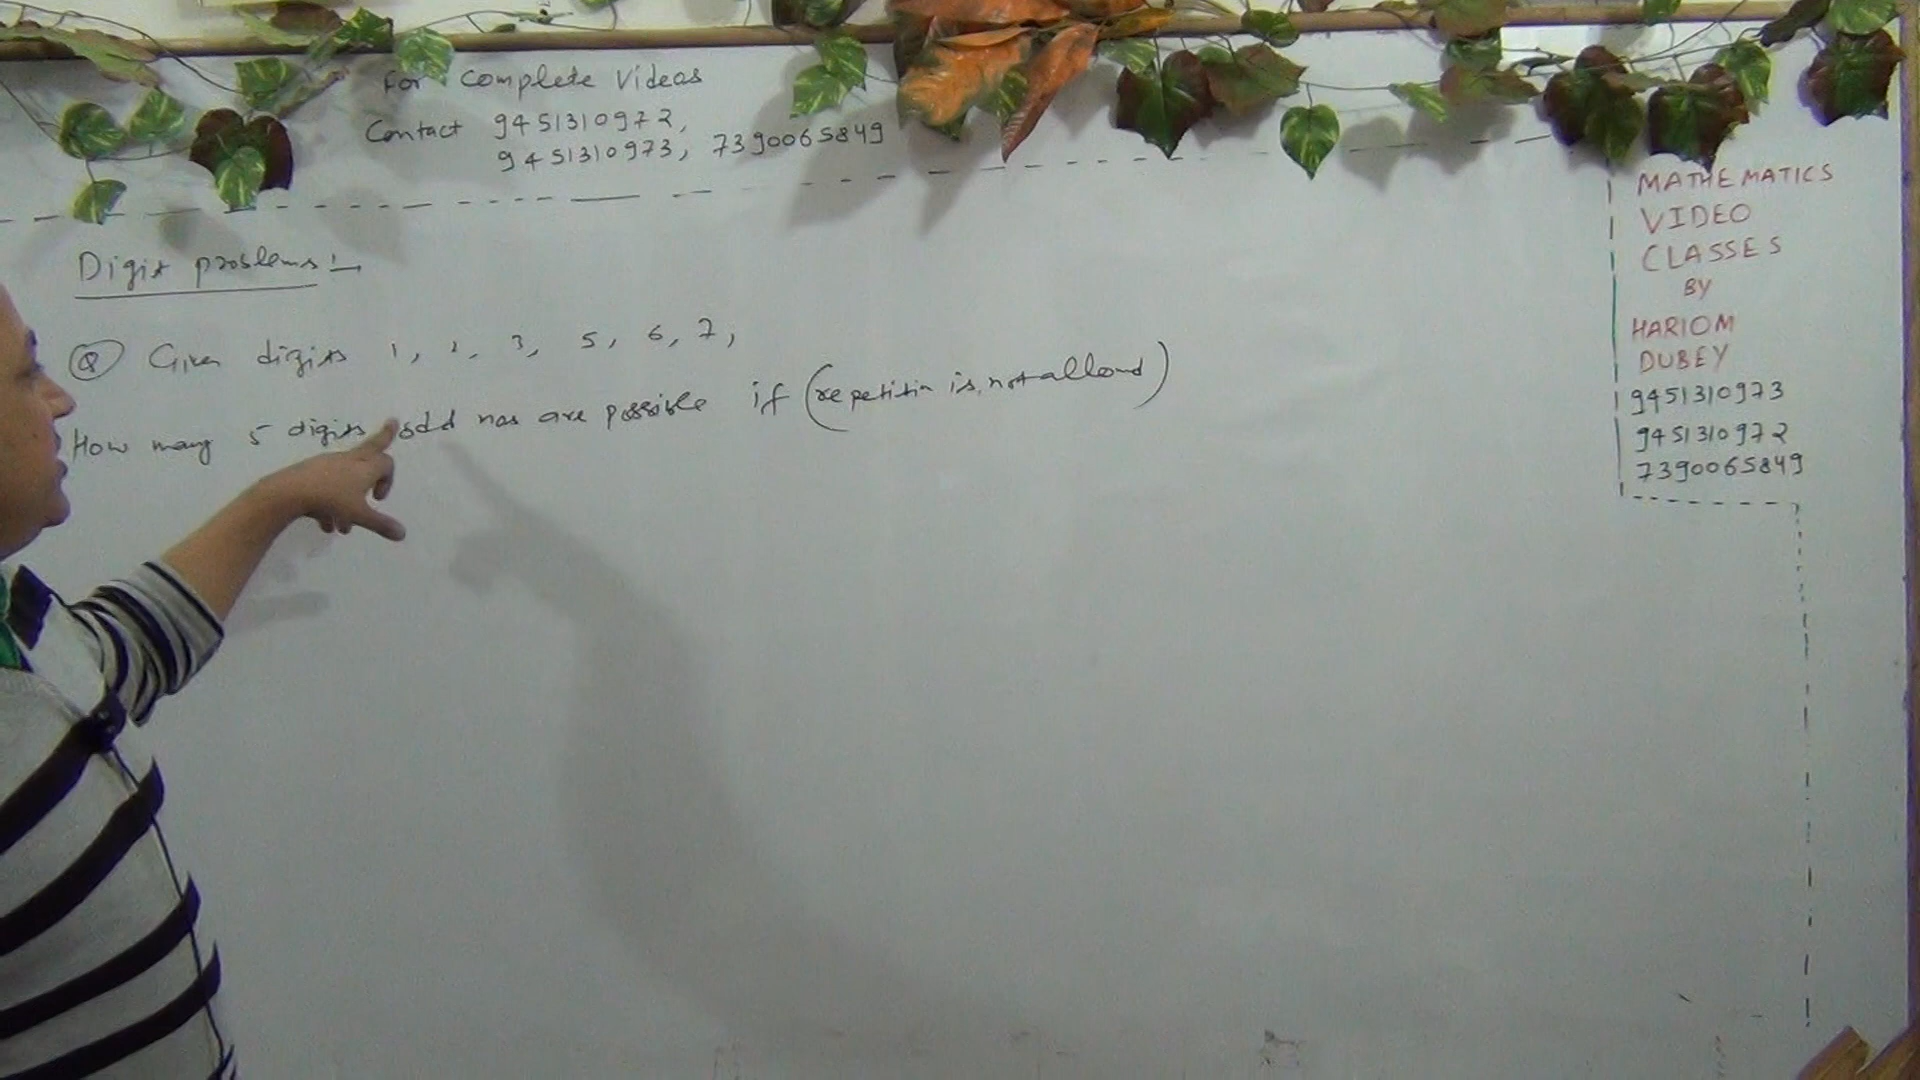 For Complete Videos
Contact 9451310972,
9451310973, 7390065849
MATHEMATICS
VIDEO
CLASSES
BY
HARIOM
DUBEY
9451310973
9451310972
7390065849
Digit problems :-
Q Given digits 1, 2, 3, 5, 6, 7,
How many 5 digits odd nos are possible if (repetition is not allowed)